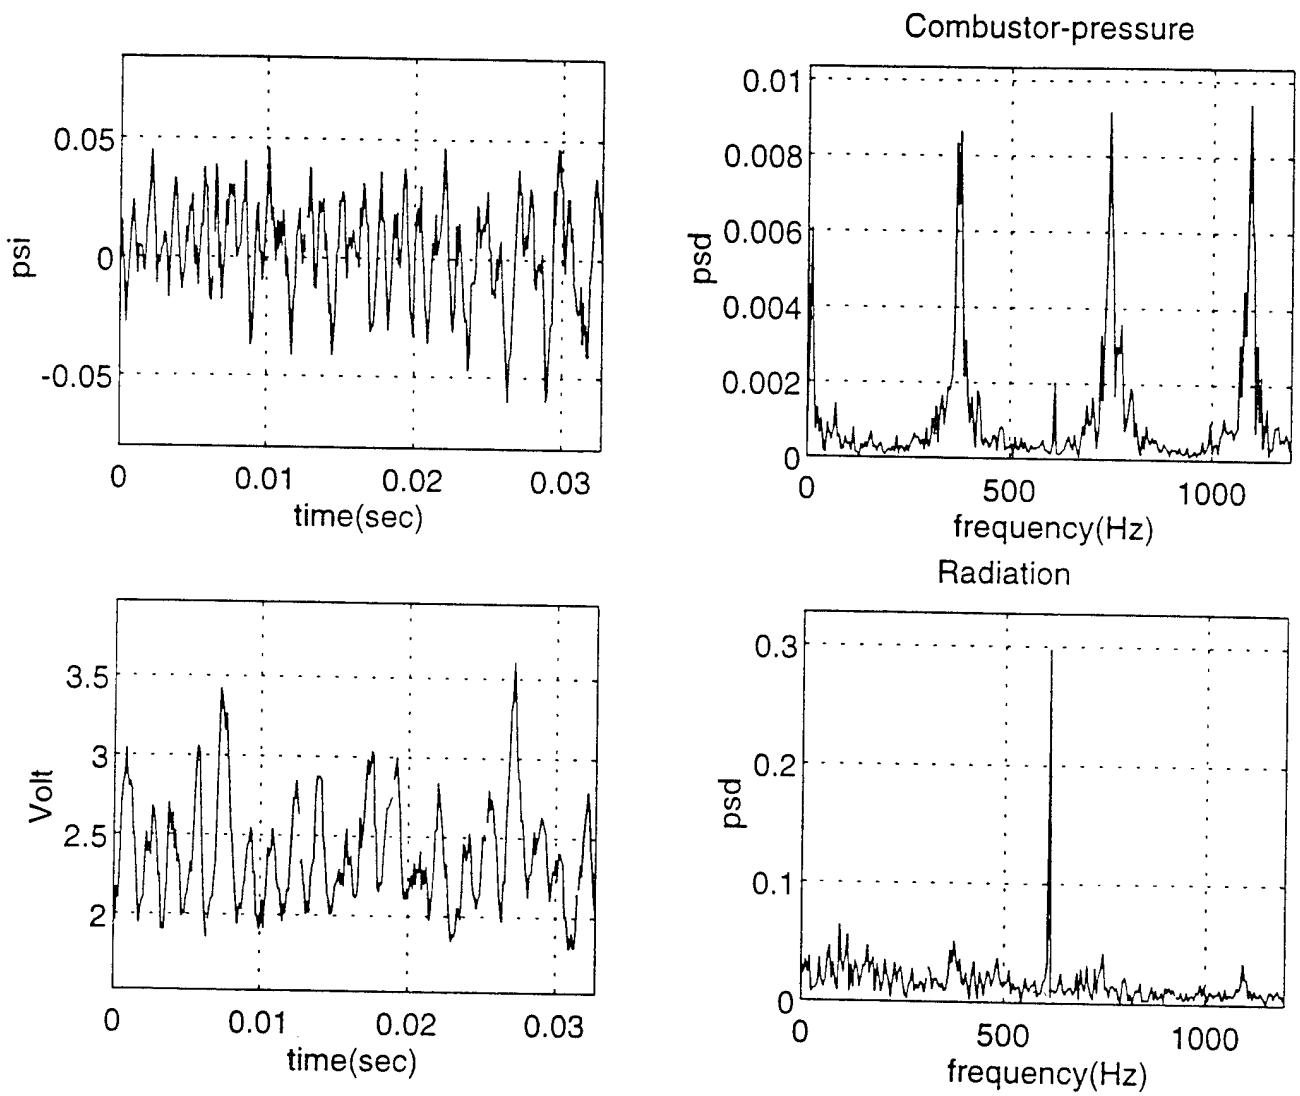 0.05
0
-0.05
psi
0 0.01 0.02 0.03
time(sec)
Combustor-pressure
0.01
0.008
0.006
0.004
0.002
0
psd
0 500 1000
frequency(Hz)
3.5
3
2.5
2
Volt
0 0.01 0.02 0.03
time(sec)
Radiation
0.3
0.2
0.1
0
psd
0 500 1000
frequency(Hz)